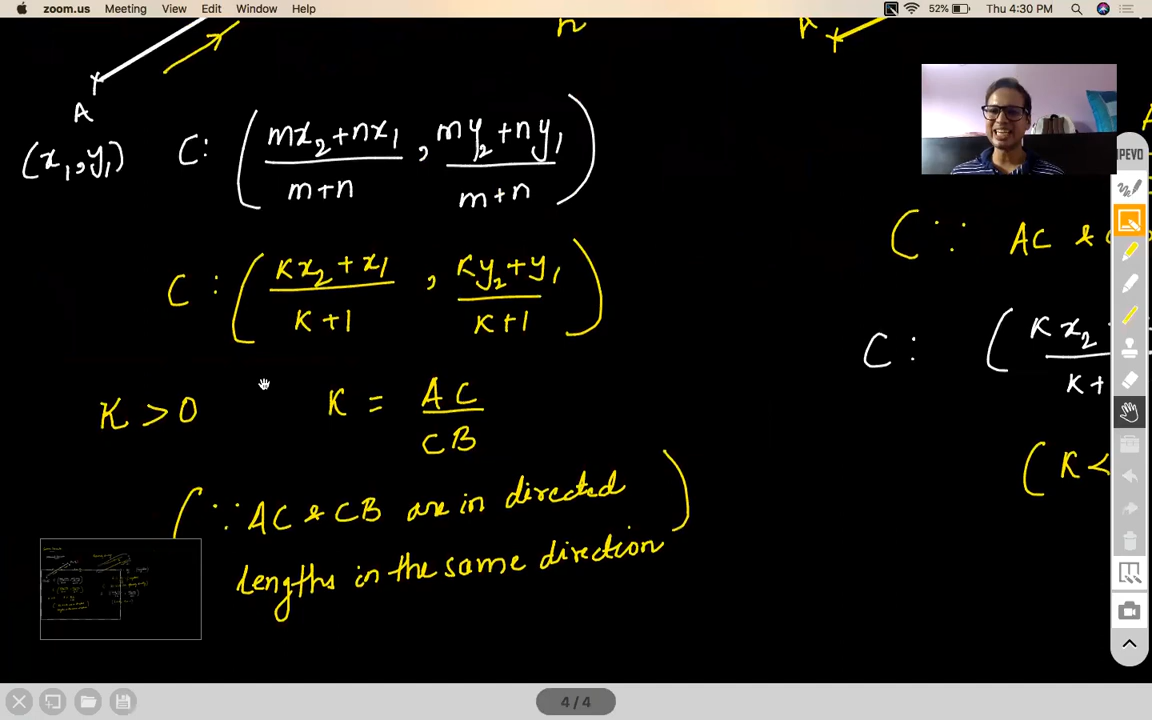 zoom.us Meeting View Edit Window Help 52% Thu 4:30 PM
n
A
(x₁,y₁)
C: (mx₂+nx₁/m+n , my₂+ny₁/m+n)
IPEVO
C : (Kx₂+x₁/K+1 , Ky₂+y₁/K+1)
(∵ AC &
C : (Kx₂
K+
K>0 K = AC/CB
(K<
(∵ AC & CB are in directed
lengths in the same direction)
4 / 4